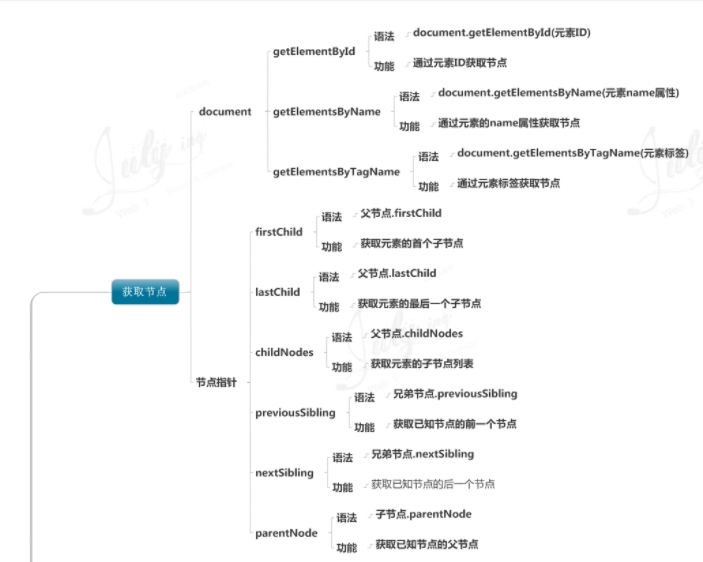 document
getElementById
语法
document.getElementById(元素ID)
功能
通过元素ID获取节点
getElementsByName
语法
document.getElementsByName(元素name属性)
功能
通过元素的name属性获取节点
getElementsByTagName
语法
document.getElementsByTagName(元素标签)
功能
通过元素标签获取节点
获取节点
节点指针
firstChild
语法
父节点.firstChild
功能
获取元素的首个子节点
lastChild
语法
父节点.lastChild
功能
获取元素的最后一个子节点
childNodes
语法
父节点.childNodes
功能
获取元素的子节点列表
previousSibling
语法
兄弟节点.previousSibling
功能
获取已知节点的前一个节点
nextSibling
语法
兄弟节点.nextSibling
功能
获取已知节点的后一个节点
parentNode
语法
子节点.parentNode
功能
获取已知节点的父节点